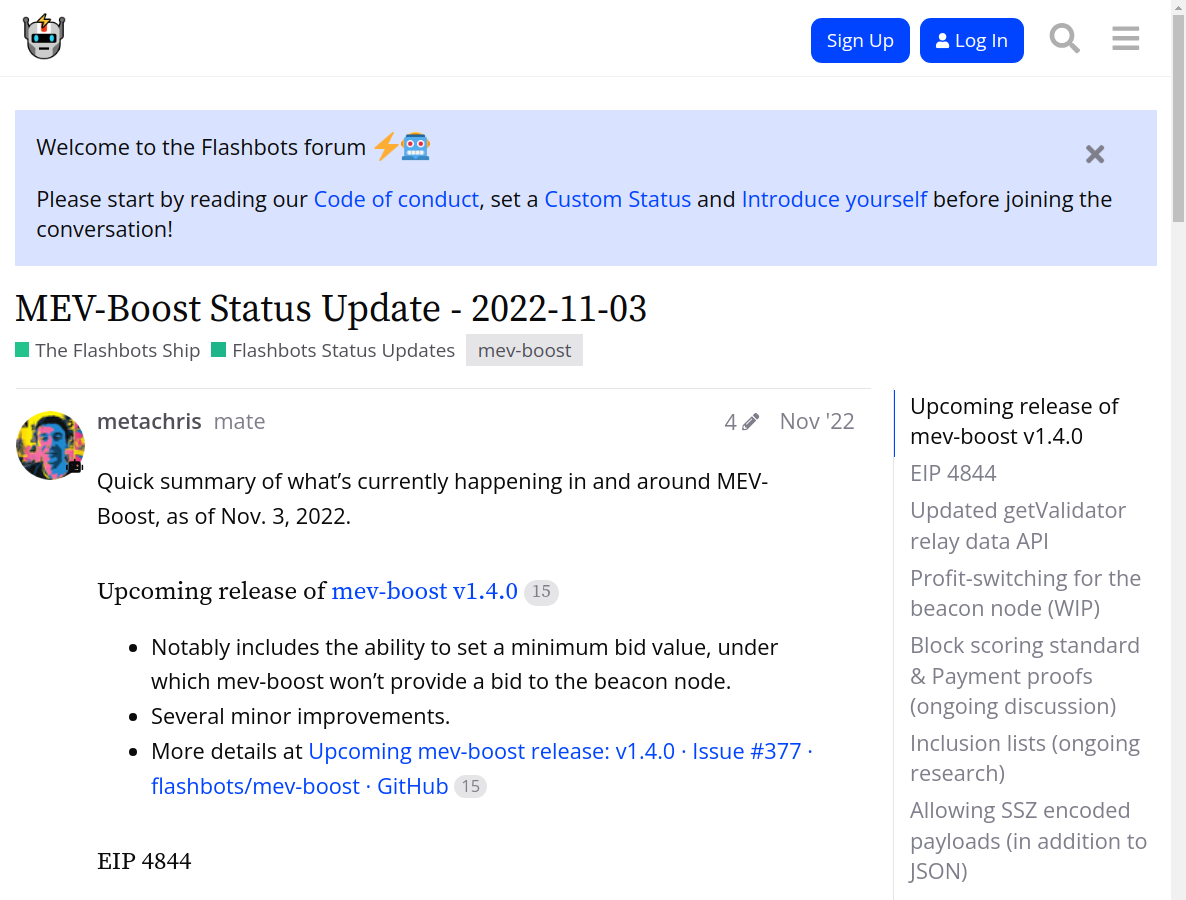 Sign Up
Log In
Welcome to the Flashbots forum
Please start by reading our Code of conduct, set a Custom Status and Introduce yourself before joining the
conversation!
MEV-Boost Status Update - 2022-11-03
The Flashbots Ship Flashbots Status Updates mev-boost
metachris mate 4 Nov '22
Quick summary of what’s currently happening in and around MEV-
Boost, as of Nov. 3, 2022.
Upcoming release of mev-boost v1.4.0 15
• Notably includes the ability to set a minimum bid value, under
which mev-boost won’t provide a bid to the beacon node.
• Several minor improvements.
• More details at Upcoming mev-boost release: v1.4.0 · Issue #377 ·
flashbots/mev-boost · GitHub 15
EIP 4844
Upcoming release of
mev-boost v1.4.0
EIP 4844
Updated getValidator
relay data API
Profit-switching for the
beacon node (WIP)
Block scoring standard
& Payment proofs
(ongoing discussion)
Inclusion lists (ongoing
research)
Allowing SSZ encoded
payloads (in addition to
JSON)